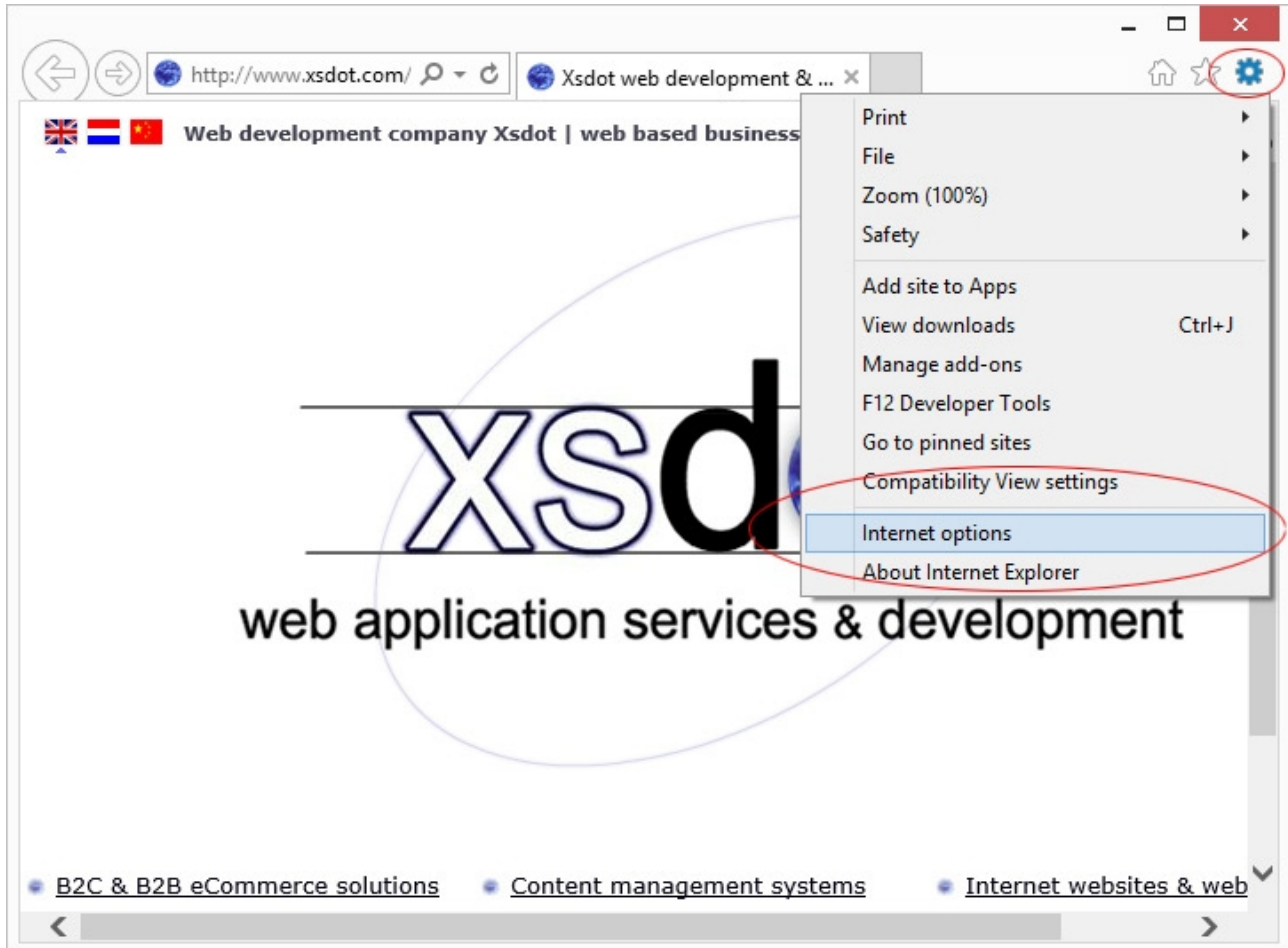 http://www.xsdot.com/
Xsdot web development & ...
Web development company Xsdot | web based business
Print
File
Zoom (100%)
Safety
Add site to Apps
View downloads Ctrl+J
Manage add-ons
F12 Developer Tools
Go to pinned sites
Compatibility View settings
Internet options
About Internet Explorer
xsd
web application services & development
B2C & B2B eCommerce solutions
Content management systems
Internet websites & web